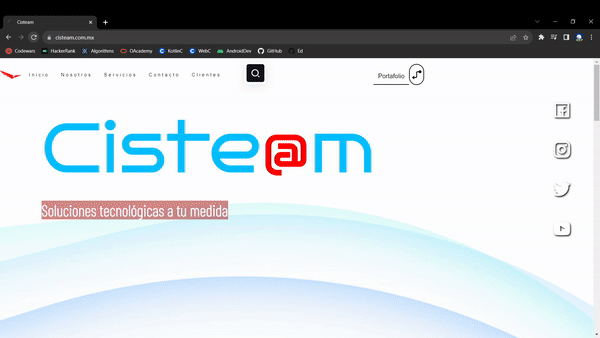 Cisteam
cisteam.com.mx
Codewars HackerRank Algorithms OAcademy KotlinC WebC AndroidDev GitHub Ed
Inicio Nosotros Servicios Contacto Clientes Portafolio
Ciste@m
Soluciones tecnológicas a tu medida